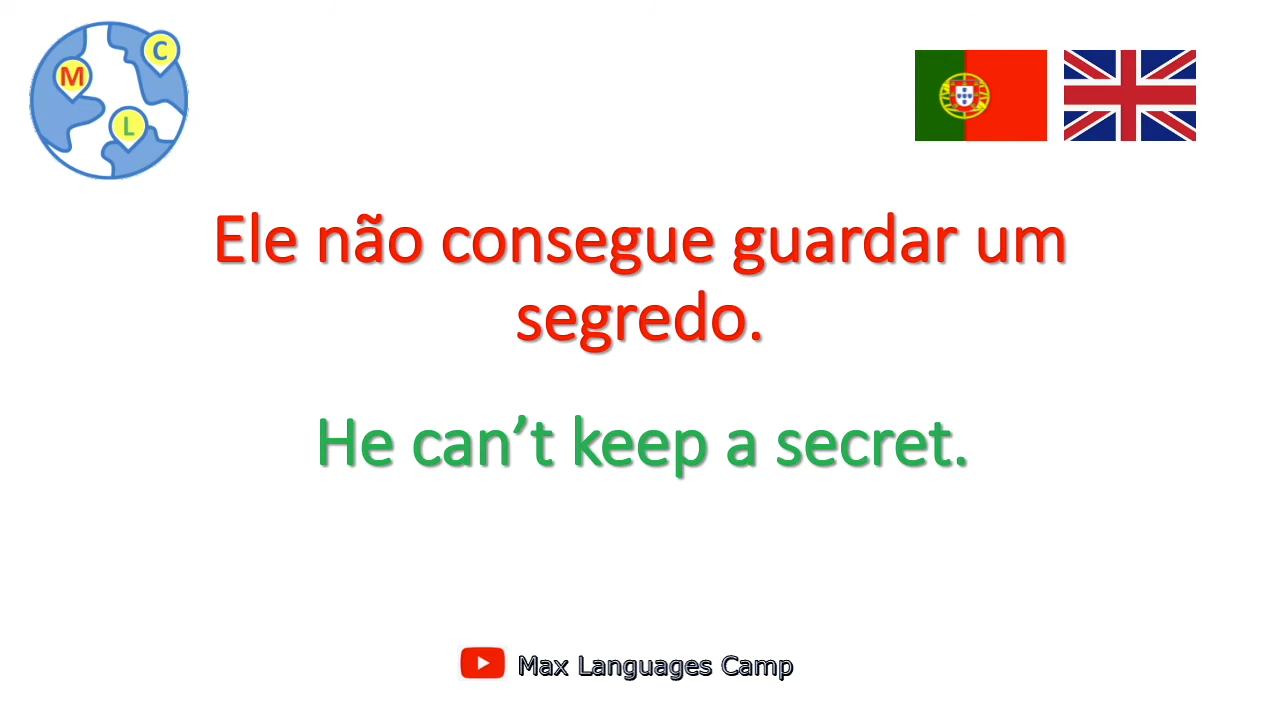 M
C
L
Ele não consegue guardar um
segredo.
He can’t keep a secret.
Max Languages Camp